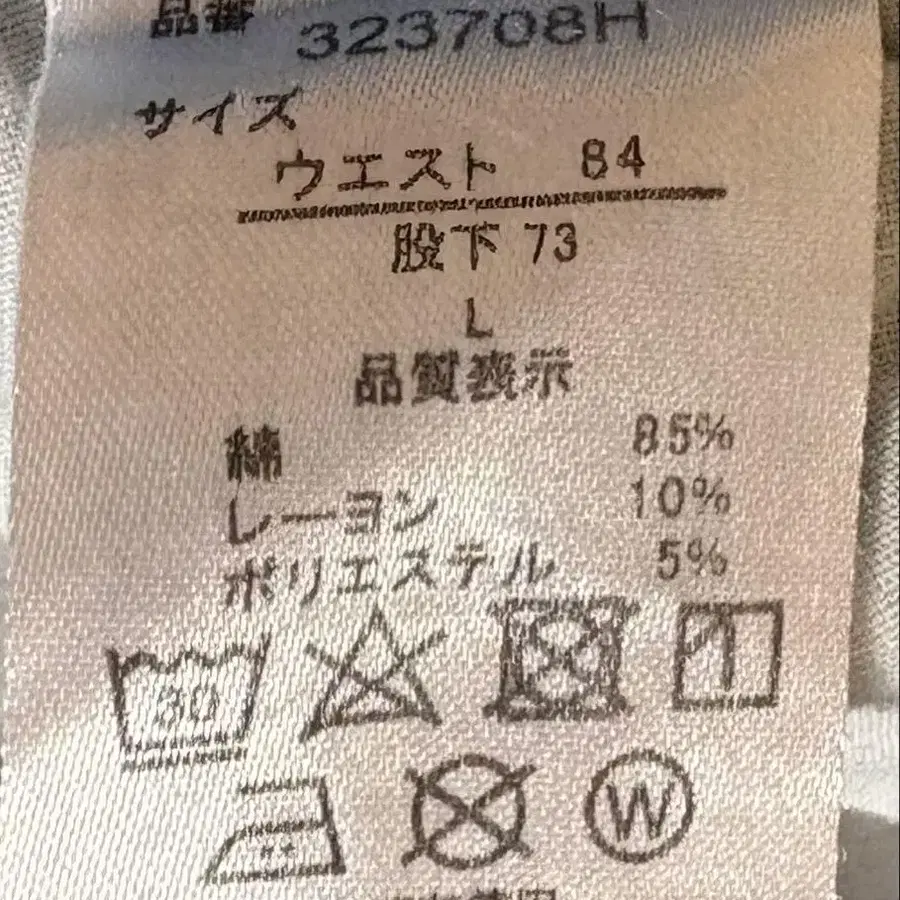 品番 323708H
サイズ
ウエスト 84
股下 73
L
品質表示
綿 85%
レーヨン 10%
ポリエステル 5%
30
W